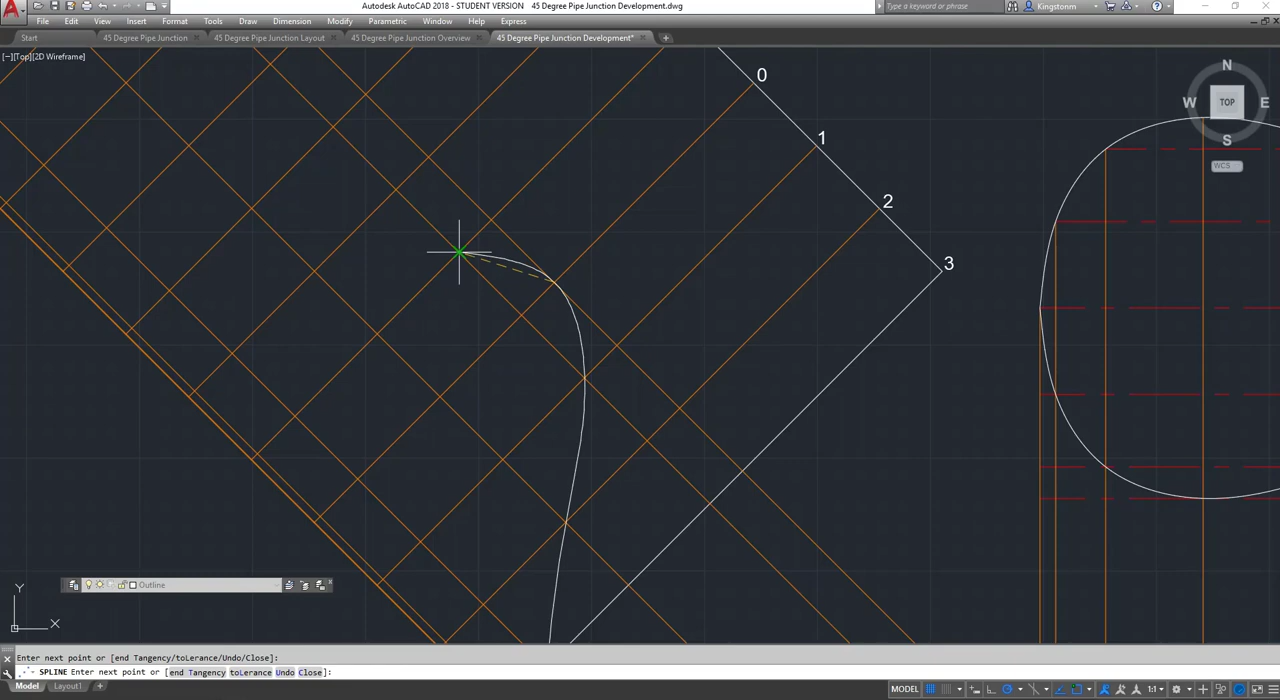 Autodesk AutoCAD 2018 - STUDENT VERSION 45 Degree Pipe Junction Development.dwg
Type a keyword or phrase
Kingstonm
File Edit View Insert Format Tools Draw Dimension Modify Parametric Window Help Express
Start 45 Degree Pipe Junction 45 Degree Pipe Junction Layout 45 Degree Pipe Junction Overview 45 Degree Pipe Junction Development*
[−][Top][2D Wireframe]
N
W TOP E
S
WCS
0
1
2
3
Outline
Y
X
Enter next point or [end Tangency/toLerance/Undo/Close]:
SPLINE Enter next point or [end Tangency toLerance Undo Close]:
Model Layout1 +
MODEL 1:1